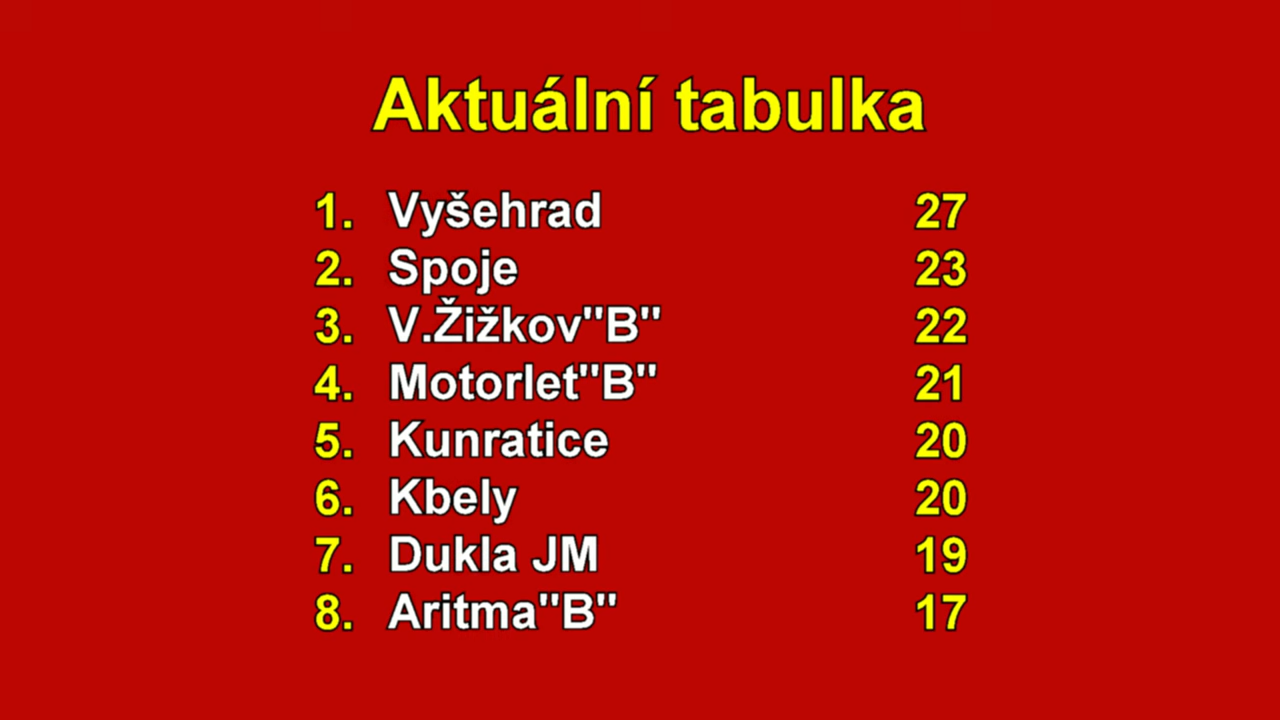 Aktuální tabulka
1. Vyšehrad 27
2. Spoje 23
3. V.Žižkov"B" 22
4. Motorlet"B" 21
5. Kunratice 20
6. Kbely 20
7. Dukla JM 19
8. Aritma"B" 17